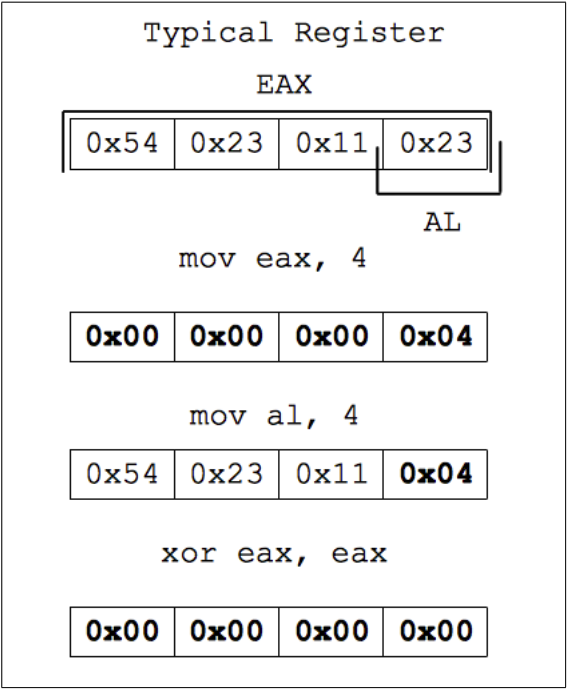 Typical Register
EAX
0x54 0x23 0x11 0x23
AL
mov eax, 4
0x00 0x00 0x00 0x04
mov al, 4
0x54 0x23 0x11 0x04
xor eax, eax
0x00 0x00 0x00 0x00